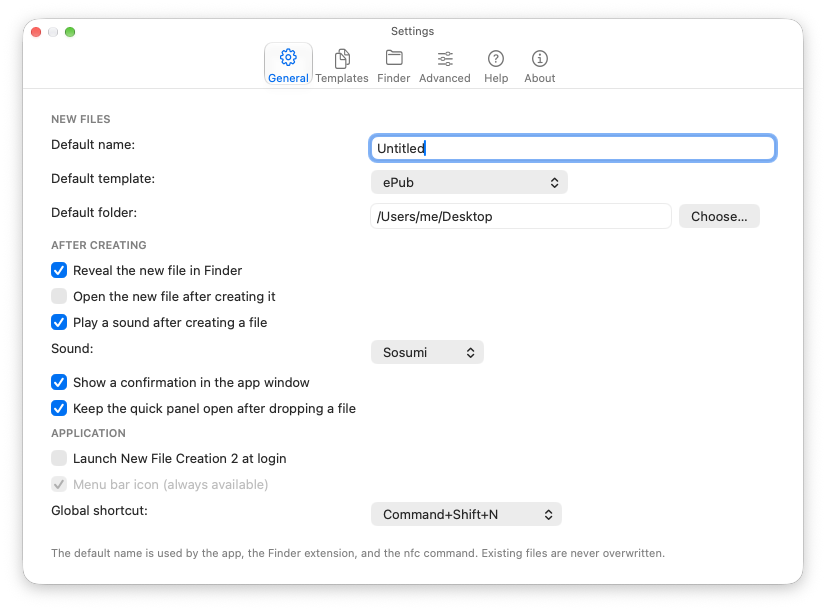 Settings
General Templates Finder Advanced Help About
NEW FILES
Default name: Untitled
Default template: ePub
Default folder: /Users/me/Desktop Choose...
AFTER CREATING
Reveal the new file in Finder
Open the new file after creating it
Play a sound after creating a file
Sound: Sosumi
Show a confirmation in the app window
Keep the quick panel open after dropping a file
APPLICATION
Launch New File Creation 2 at login
Menu bar icon (always available)
Global shortcut: Command+Shift+N
The default name is used by the app, the Finder extension, and the nfc command. Existing files are never overwritten.